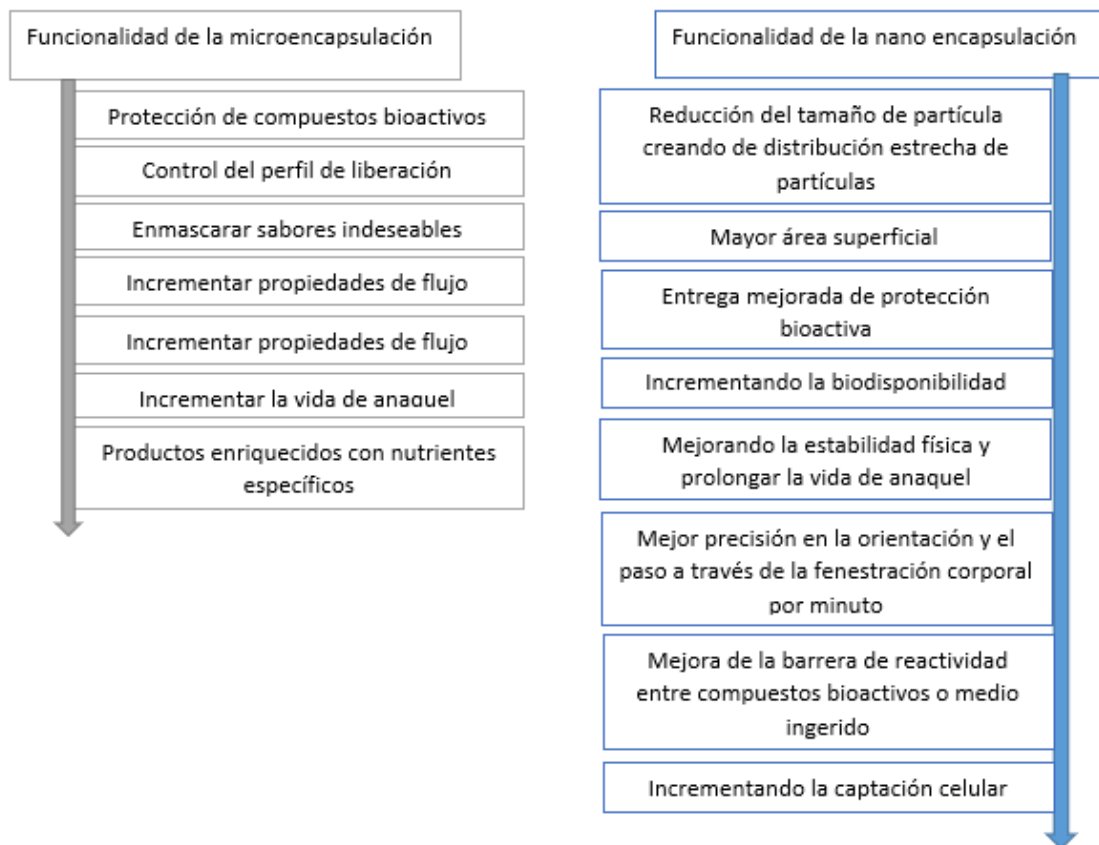 Funcionalidad de la microencapsulación
Protección de compuestos bioactivos
Control del perfil de liberación
Enmascarar sabores indeseables
Incrementar propiedades de flujo
Incrementar propiedades de flujo
Incrementar la vida de anaquel
Productos enriquecidos con nutrientes
específicos
Funcionalidad de la nano encapsulación
Reducción del tamaño de partícula
creando de distribución estrecha de
partículas
Mayor área superficial
Entrega mejorada de protección
bioactiva
Incrementando la biodisponibilidad
Mejorando la estabilidad física y
prolongar la vida de anaquel
Mejor precisión en la orientación y el
paso a través de la fenestración corporal
por minuto
Mejora de la barrera de reactividad
entre compuestos bioactivos o medio
ingerido
Incrementando la captación celular